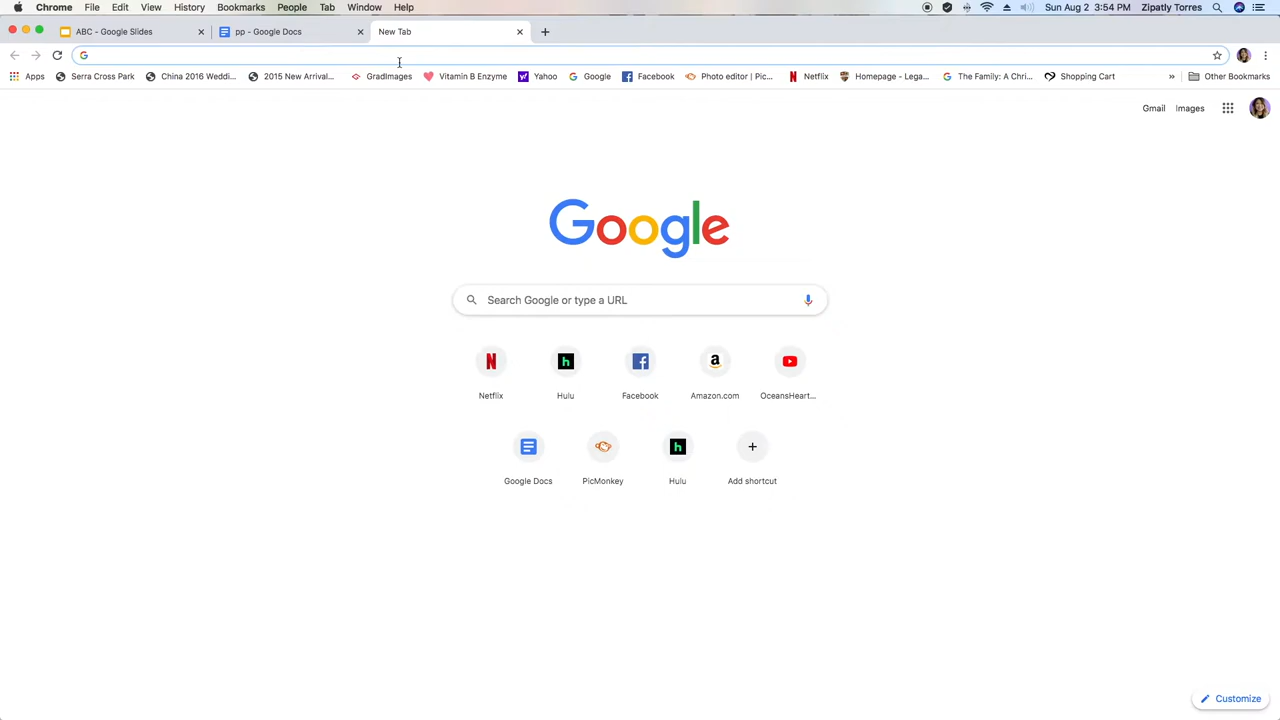 Chrome File Edit View History Bookmarks People Tab Window Help Sun Aug 2 3:54 PM Zipatly Torres
ABC - Google Slides pp - Google Docs New Tab
Apps Serra Cross Park China 2016 Weddi... 2015 New Arrival... GradImages Vitamin B Enzyme Yahoo Google Facebook Photo editor | Pic... Netflix Homepage - Lega... The Family: A Chri... Shopping Cart » Other Bookmarks
Gmail Images
Google
Search Google or type a URL
Netflix Hulu Facebook Amazon.com OceansHeart...
Google Docs PicMonkey Hulu Add shortcut
Customize